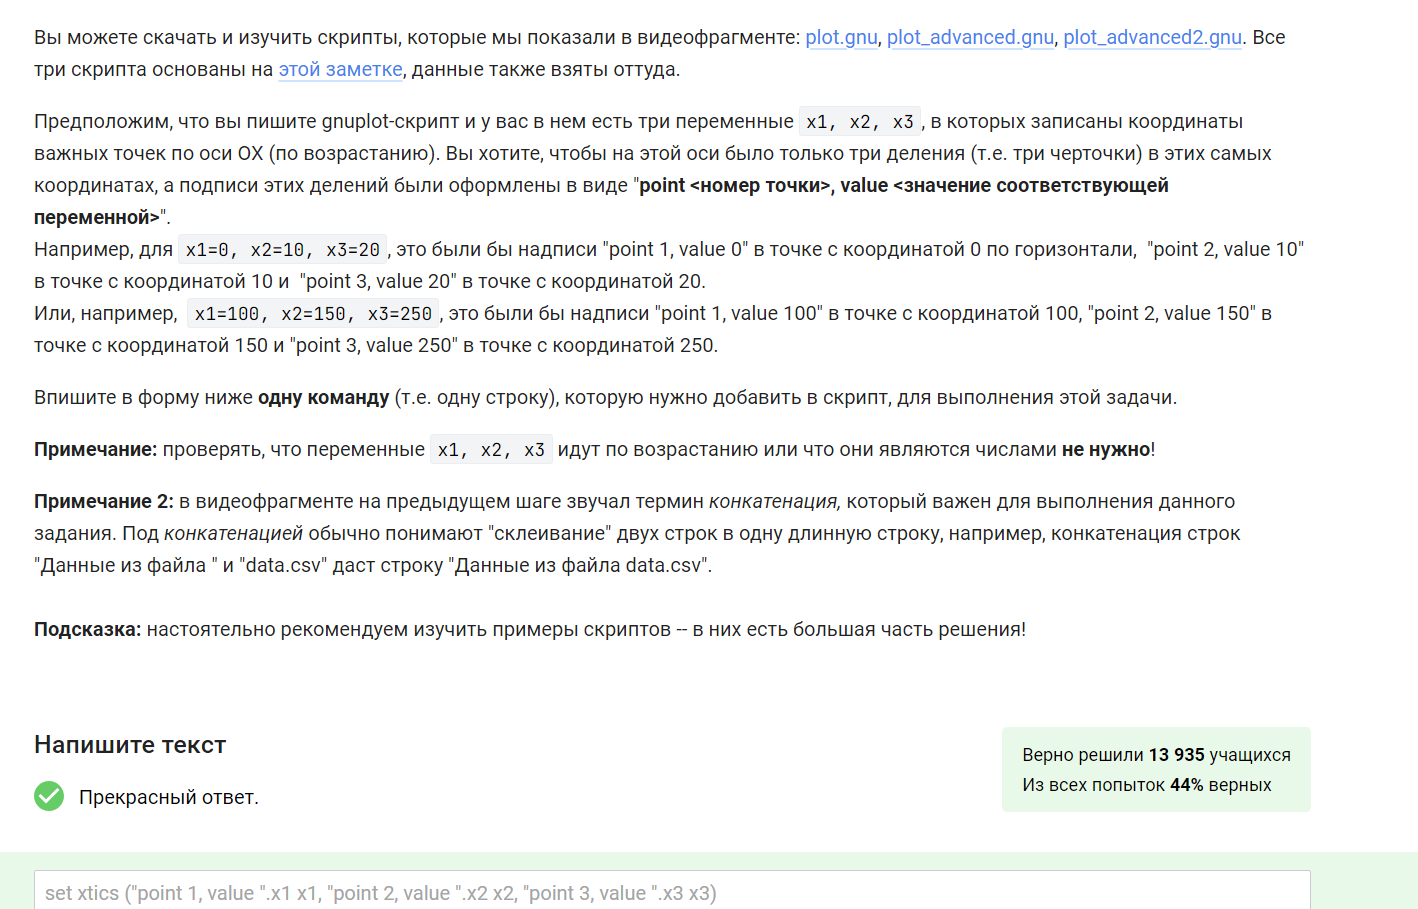 Вы можете скачать и изучить скрипты, которые мы показали в видеофрагменте: plot.gnu, plot_advanced.gnu, plot_advanced2.gnu. Все
три скрипта основаны на этой заметке, данные также взяты оттуда.
Предположим, что вы пишите gnuplot-скрипт и у вас в нем есть три переменные x1, x2, x3, в которых записаны координаты
важных точек по оси OX (по возрастанию). Вы хотите, чтобы на этой оси было только три деления (т.е. три черточки) в этих самых
координатах, а подписи этих делений были оформлены в виде "point <номер точки>, value <значение соответствующей
переменной>".
Например, для x1=0, x2=10, x3=20, это были бы надписи "point 1, value 0" в точке с координатой 0 по горизонтали, "point 2, value 10"
в точке с координатой 10 и "point 3, value 20" в точке с координатой 20.
Или, например, x1=100, x2=150, x3=250, это были бы надписи "point 1, value 100" в точке с координатой 100, "point 2, value 150" в
точке с координатой 150 и "point 3, value 250" в точке с координатой 250.
Впишите в форму ниже одну команду (т.е. одну строку), которую нужно добавить в скрипт, для выполнения этой задачи.
Примечание: проверять, что переменные x1, x2, x3 идут по возрастанию или что они являются числами не нужно!
Примечание 2: в видеофрагменте на предыдущем шаге звучал термин конкатенация, который важен для выполнения данного
задания. Под конкатенацией обычно понимают "склеивание" двух строк в одну длинную строку, например, конкатенация строк
"Данные из файла " и "data.csv" даст строку "Данные из файла data.csv".
Подсказка: настоятельно рекомендуем изучить примеры скриптов -- в них есть большая часть решения!
Напишите текст
Прекрасный ответ.
Верно решили 13 935 учащихся
Из всех попыток 44% верных
set xtics ("point 1, value ".x1 x1, "point 2, value ".x2 x2, "point 3, value ".x3 x3)